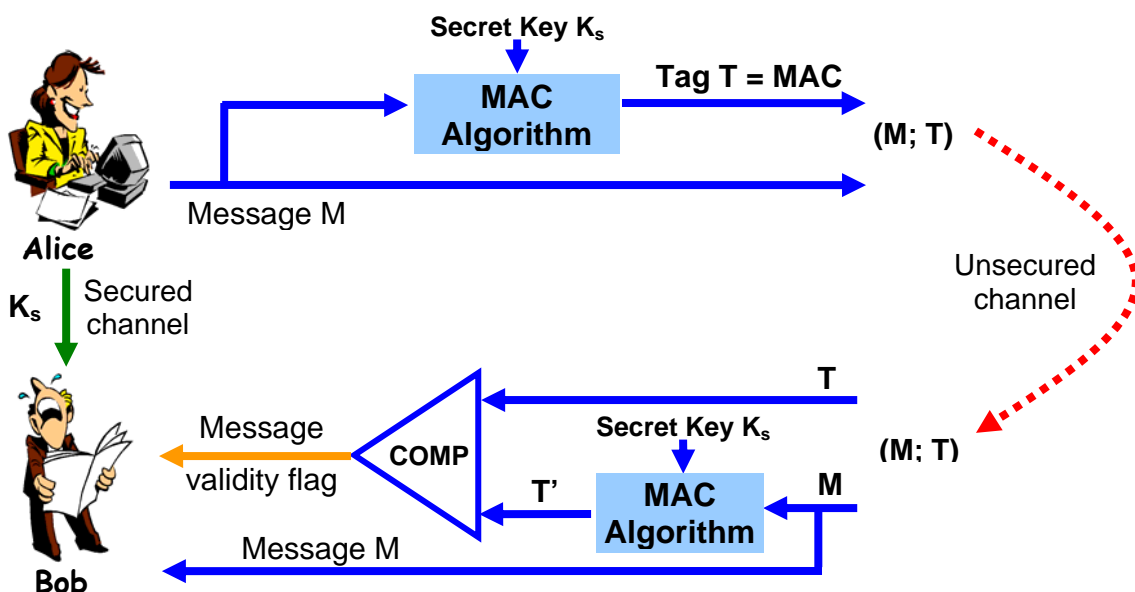 Secret Key Ks
MAC
Algorithm
Tag T = MAC
(M; T)
Message M
Alice
Ks
Secured
channel
Unsecured
channel
T
Secret Key Ks
(M; T)
Message
validity flag
COMP
T’
MAC
Algorithm
M
Message M
Bob